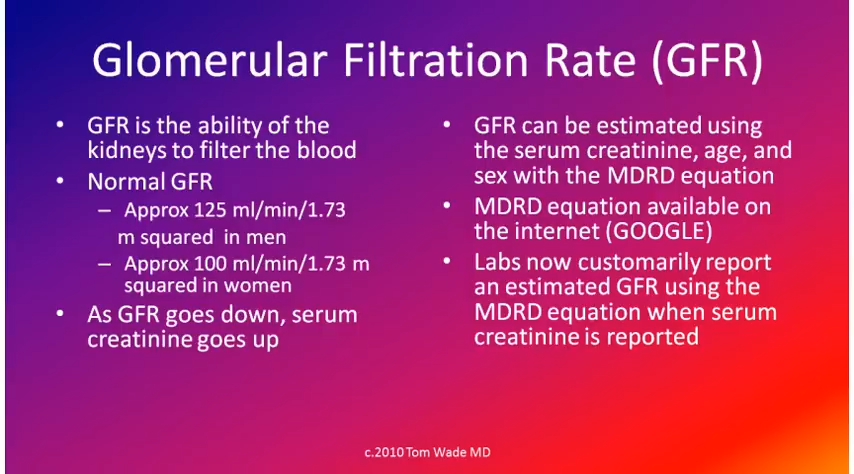 Glomerular Filtration Rate (GFR)
• GFR is the ability of the
kidneys to filter the blood
• Normal GFR
– Approx 125 ml/min/1.73
m squared in men
– Approx 100 ml/min/1.73 m
squared in women
• As GFR goes down, serum
creatinine goes up
• GFR can be estimated using
the serum creatinine, age, and
sex with the MDRD equation
• MDRD equation available on
the internet (GOOGLE)
• Labs now customarily report
an estimated GFR using the
MDRD equation when serum
creatinine is reported
c.2010 Tom Wade MD